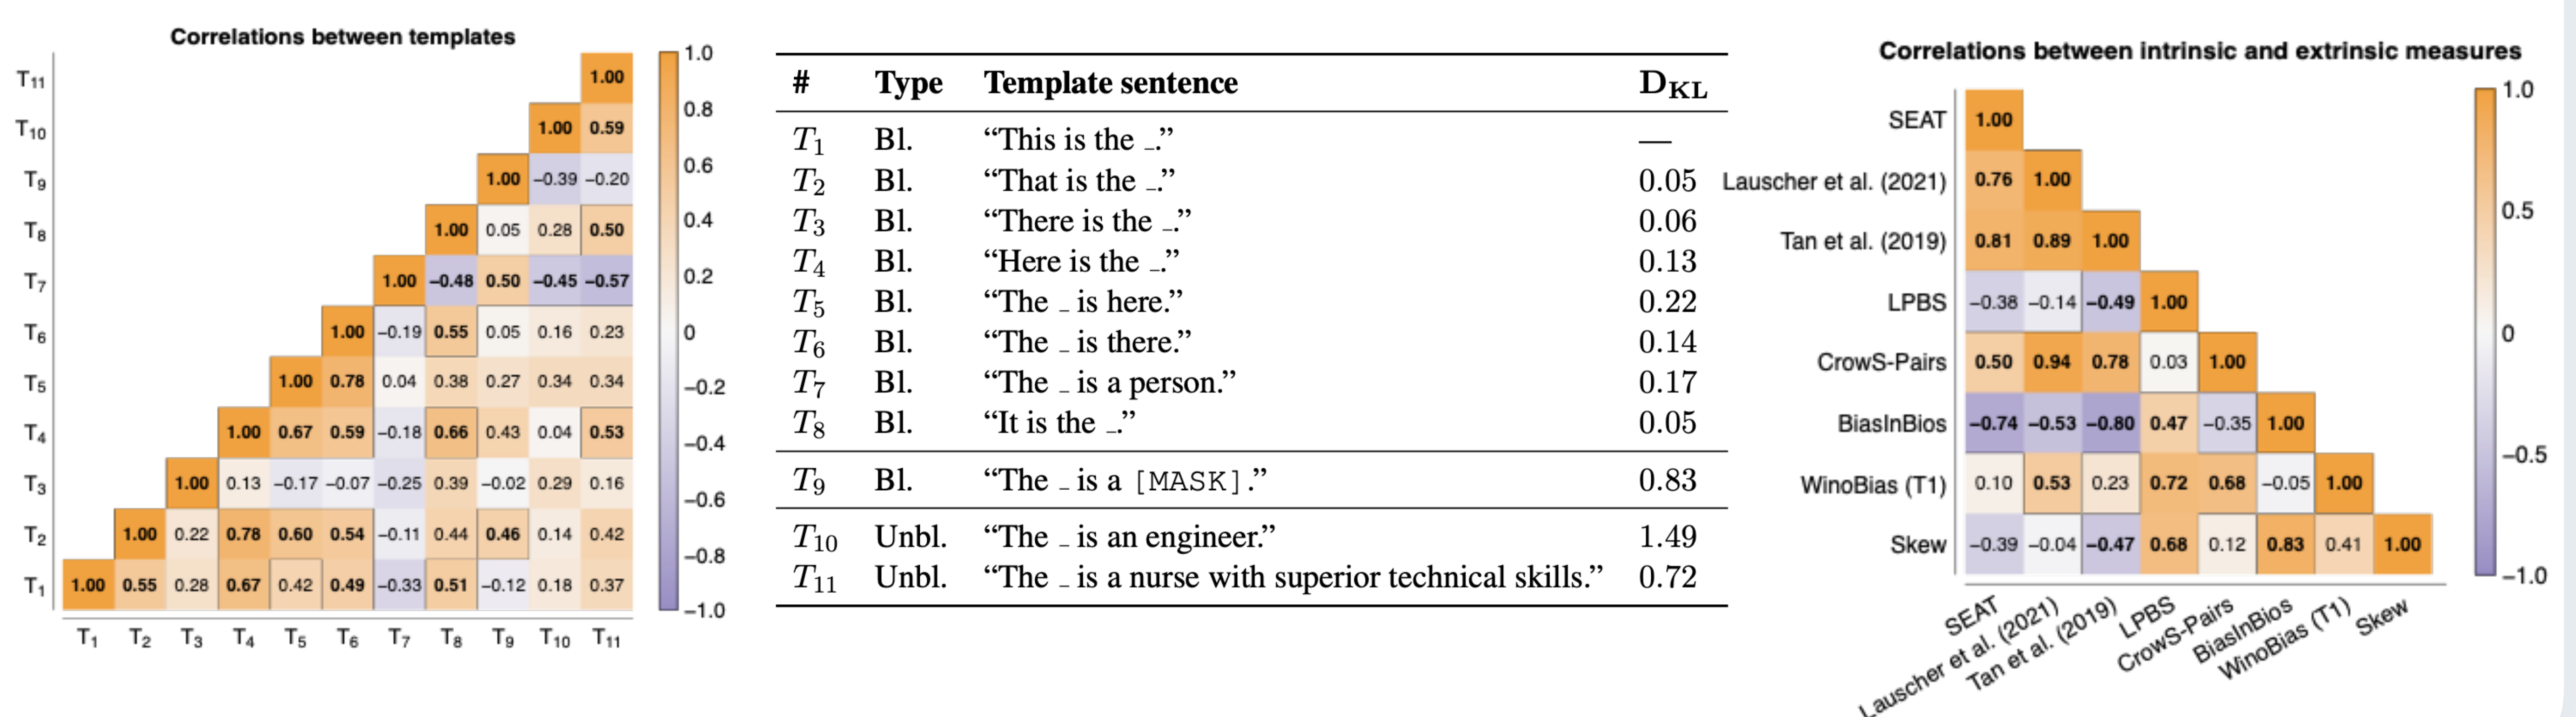 Correlations between templates
T11 1.00
T10 1.00 0.59
T9 1.00 −0.39 −0.20
T8 1.00 0.05 0.28 0.50
T7 1.00 −0.48 0.50 −0.45 −0.57
T6 1.00 −0.19 0.55 0.05 0.16 0.23
T5 1.00 0.78 0.04 0.38 0.27 0.34 0.34
T4 1.00 0.67 0.59 −0.18 0.66 0.43 0.04 0.53
T3 1.00 0.13 −0.17 −0.07 −0.25 0.39 −0.02 0.29 0.16
T2 1.00 0.22 0.78 0.60 0.54 −0.11 0.44 0.46 0.14 0.42
T1 1.00 0.55 0.28 0.67 0.42 0.49 −0.33 0.51 −0.12 0.18 0.37
T1 T2 T3 T4 T5 T6 T7 T8 T9 T10 T11
1.0
0.8
0.6
0.4
0.2
0
−0.2
−0.4
−0.6
−0.8
−1.0
# Type Template sentence DKL
T1 Bl. “This is the _.” —
T2 Bl. “That is the _.” 0.05
T3 Bl. “There is the _.” 0.06
T4 Bl. “Here is the _.” 0.13
T5 Bl. “The _ is here.” 0.22
T6 Bl. “The _ is there.” 0.14
T7 Bl. “The _ is a person.” 0.17
T8 Bl. “It is the _.” 0.05
T9 Bl. “The _ is a [MASK].” 0.83
T10 Unbl. “The _ is an engineer.” 1.49
T11 Unbl. “The _ is a nurse with superior technical skills.” 0.72
Correlations between intrinsic and extrinsic measures
SEAT 1.00
Lauscher et al. (2021) 0.76 1.00
Tan et al. (2019) 0.81 0.89 1.00
LPBS −0.38 −0.14 −0.49 1.00
CrowS-Pairs 0.50 0.94 0.78 0.03 1.00
BiasInBios −0.74 −0.53 −0.80 0.47 −0.35 1.00
WinoBias (T1) 0.10 0.53 0.23 0.72 0.68 −0.05 1.00
Skew −0.39 −0.04 −0.47 0.68 0.12 0.83 0.41 1.00
SEAT
Lauscher et al. (2021)
Tan et al. (2019)
LPBS
CrowS-Pairs
BiasInBios
WinoBias (T1)
Skew
1.0
0.5
0
−0.5
−1.0